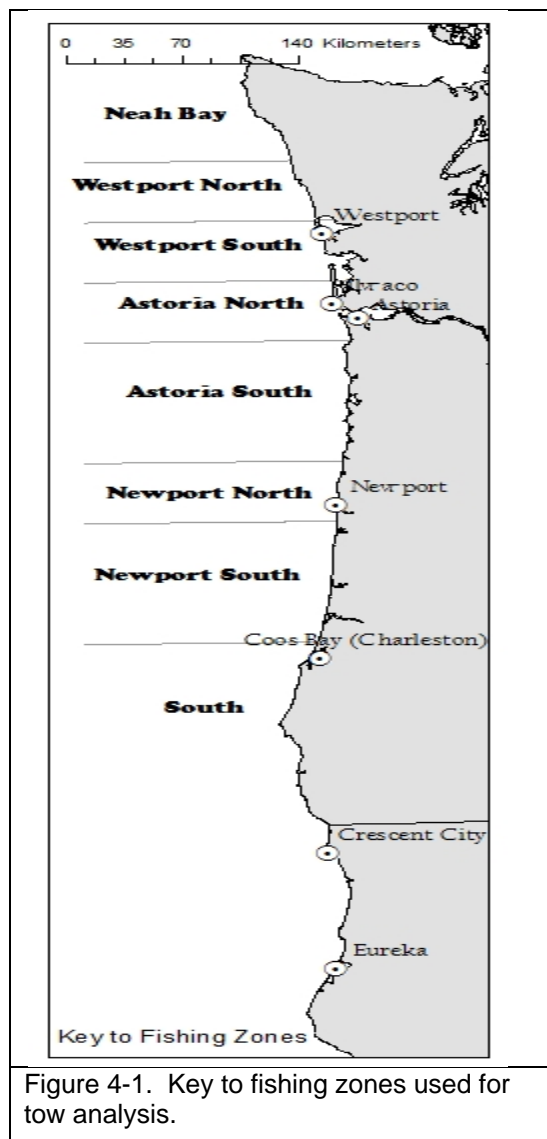 0 35 70 140 Kilometers
Neah Bay
Westport North
Westport
Westport South
Astoria North
Astoria
Astoria South
Newport North
Newport
Newport South
Coos Bay (Charleston)
South
Crescent City
Eureka
Key to Fishing Zones
Figure 4-1. Key to fishing zones used for
tow analysis.